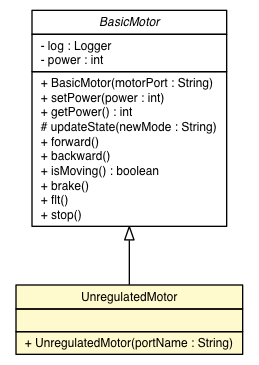 BasicMotor
- log : Logger
- power : int
+ BasicMotor(motorPort : String)
+ setPower(power : int)
+ getPower() : int
# updateState(newMode : String)
+ forward()
+ backward()
+ isMoving() : boolean
+ brake()
+ flt()
+ stop()
UnregulatedMotor
+ UnregulatedMotor(portName : String)